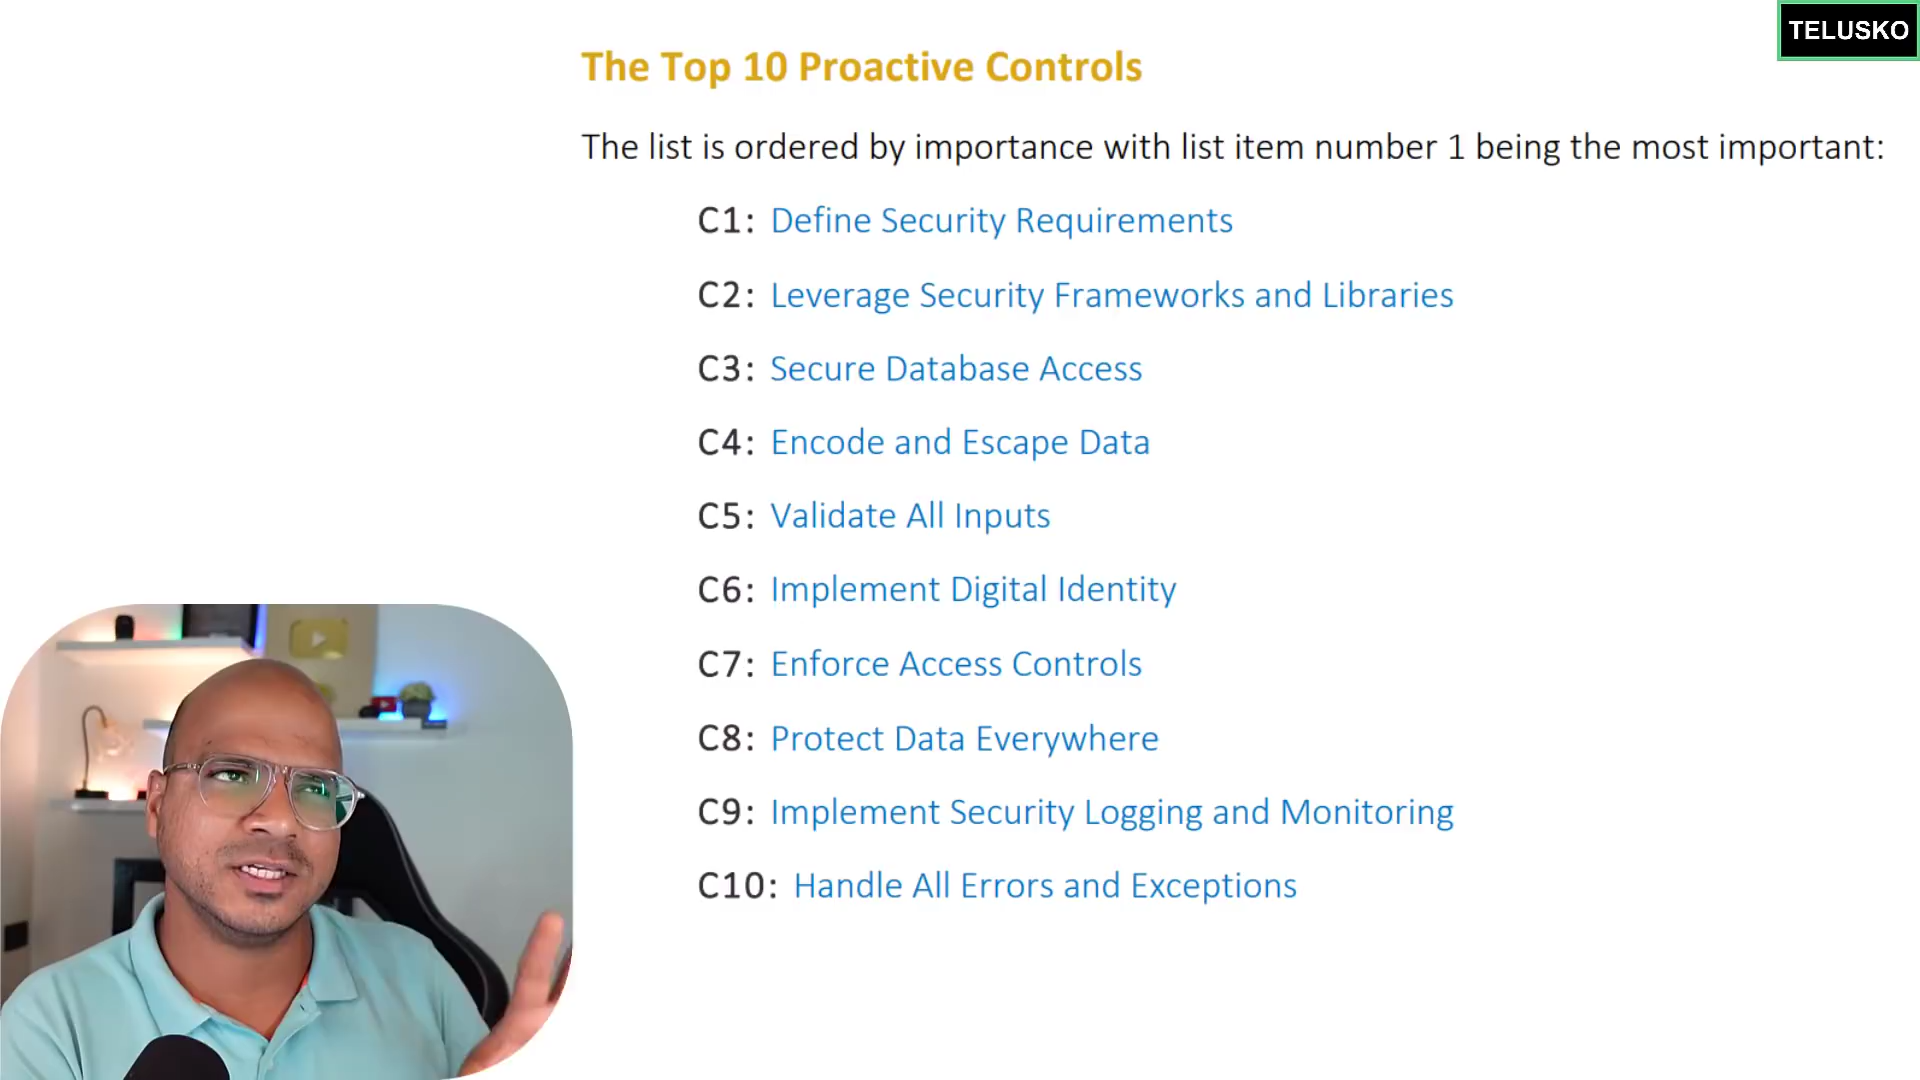 TELUSKO
The Top 10 Proactive Controls
The list is ordered by importance with list item number 1 being the most important:
C1: Define Security Requirements
C2: Leverage Security Frameworks and Libraries
C3: Secure Database Access
C4: Encode and Escape Data
C5: Validate All Inputs
C6: Implement Digital Identity
C7: Enforce Access Controls
C8: Protect Data Everywhere
C9: Implement Security Logging and Monitoring
C10: Handle All Errors and Exceptions